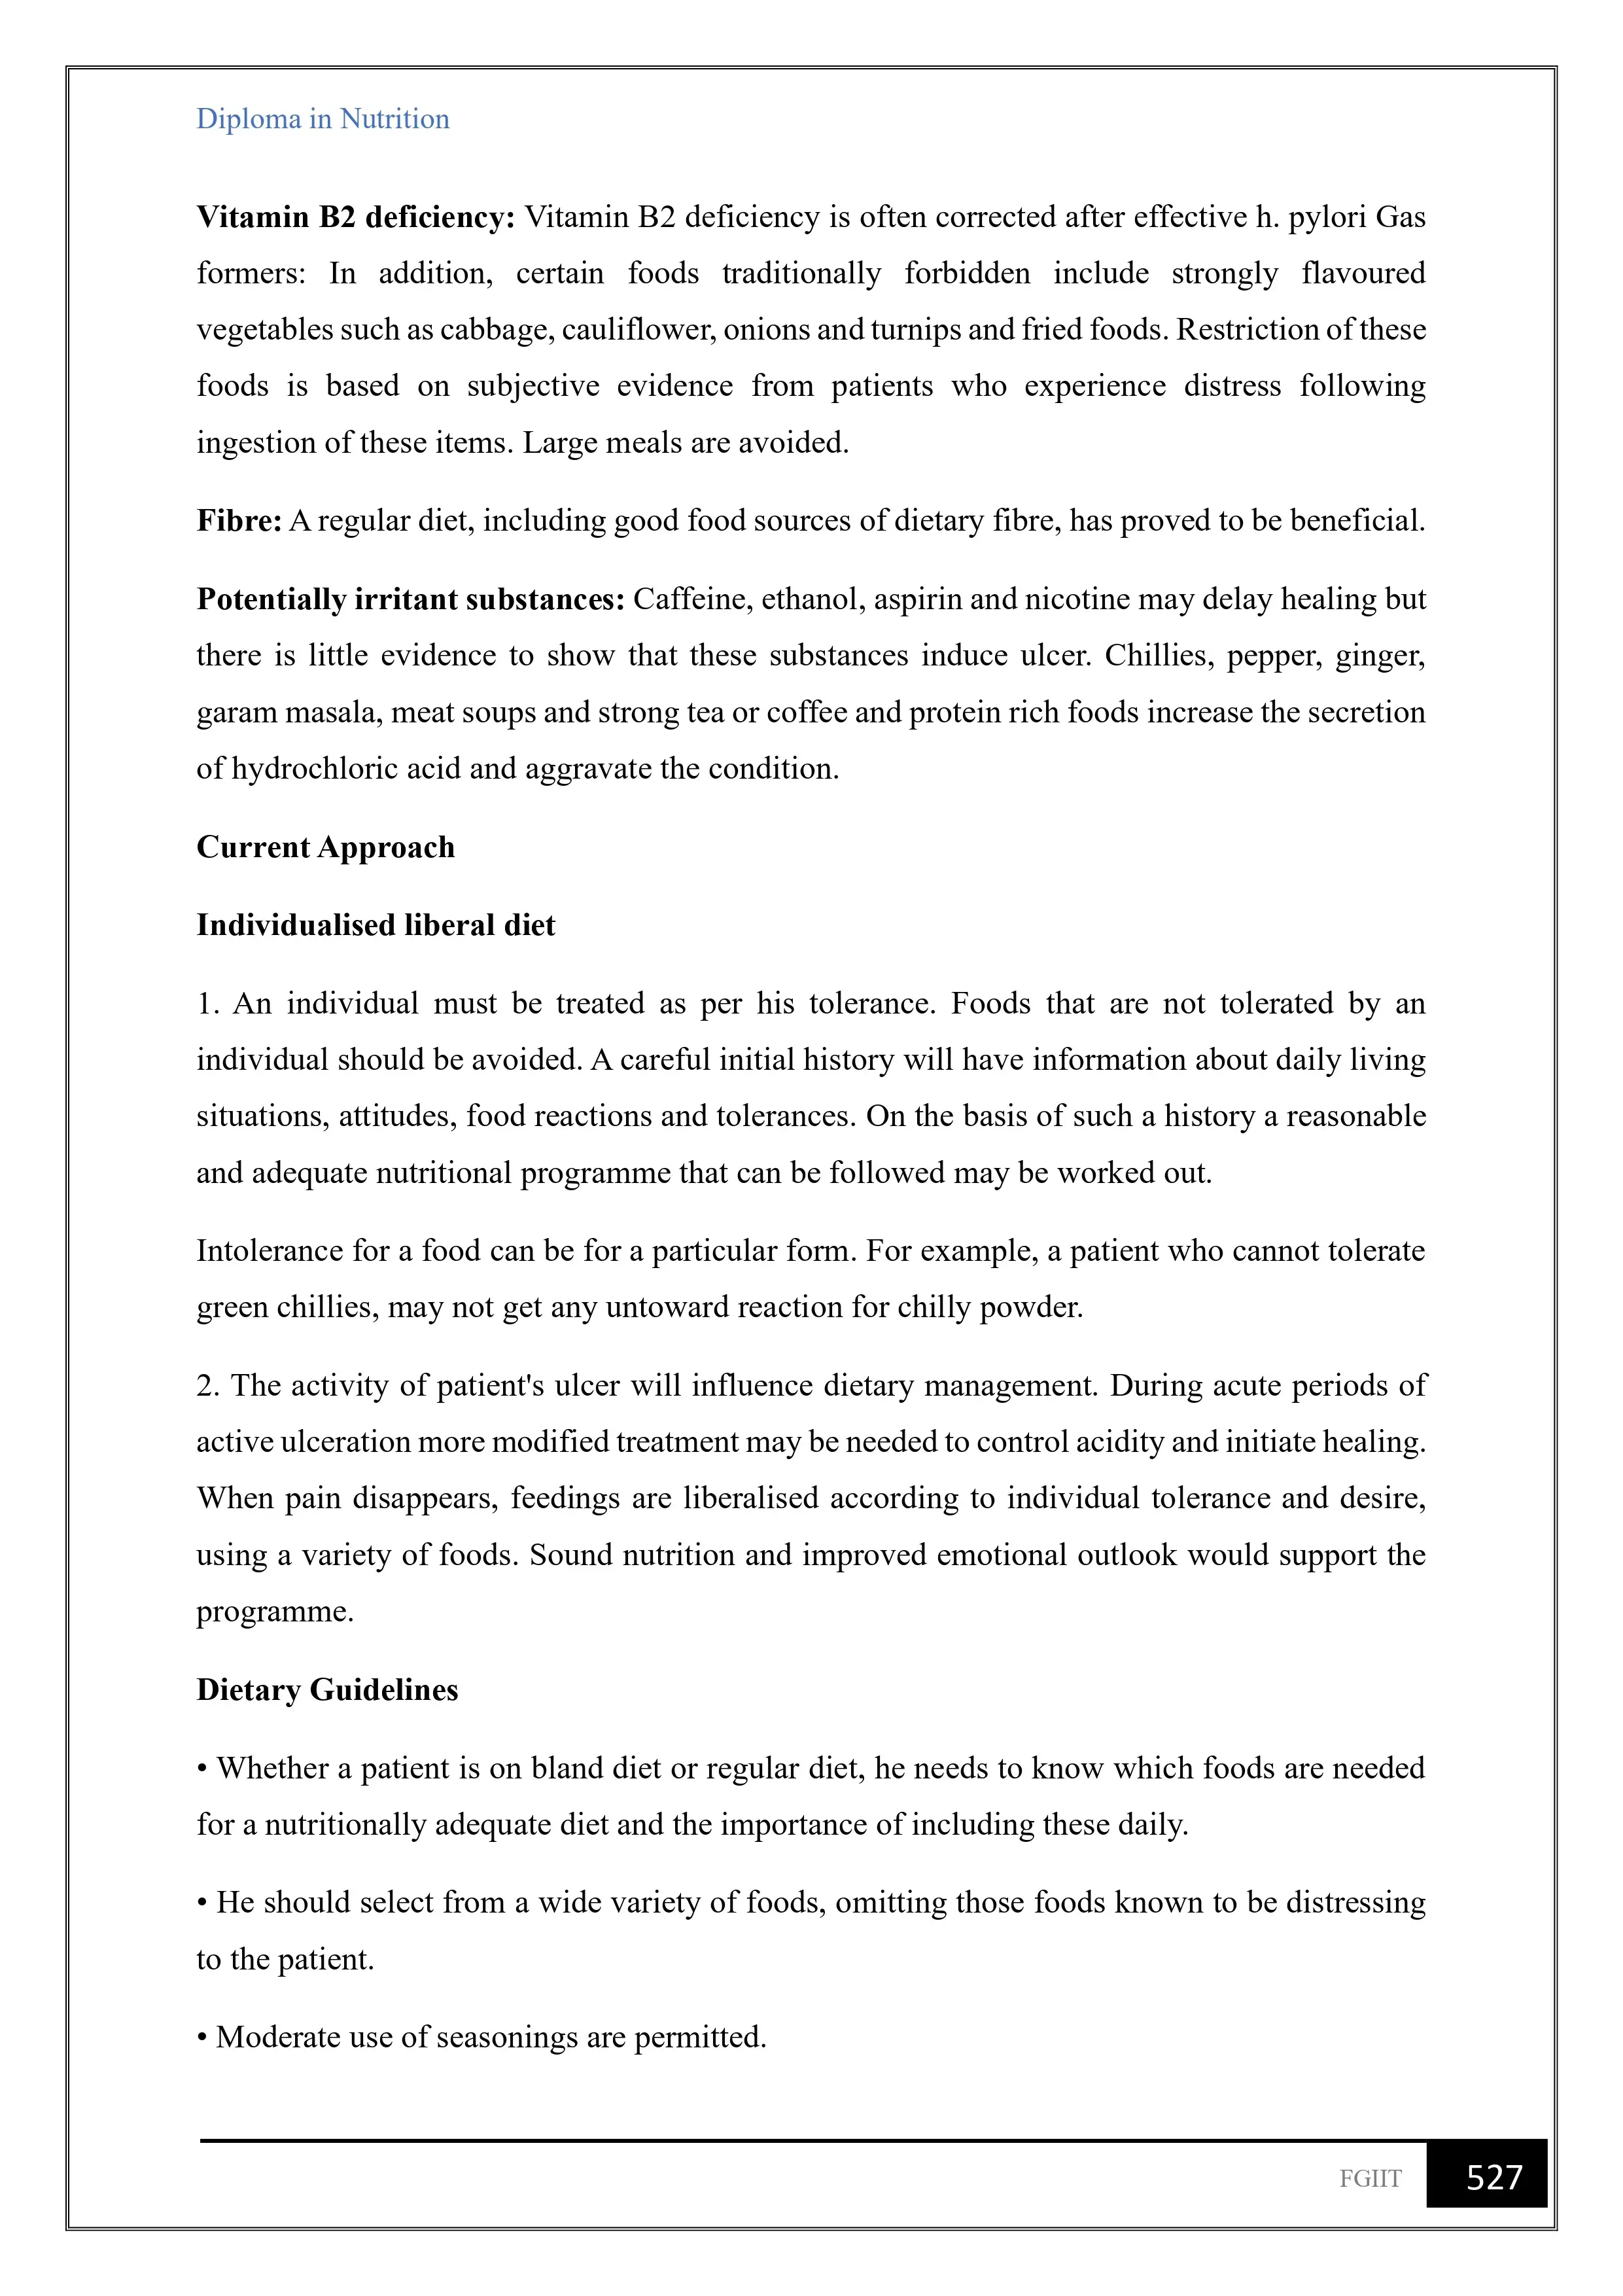 Diploma in Nutrition
Vitamin B2 deficiency: Vitamin B2 deficiency is often corrected after effective h. pylori Gas
formers: In addition, certain foods traditionally forbidden include strongly flavoured
vegetables such as cabbage, cauliflower, onions and turnips and fried foods. Restriction of these
foods is based on subjective evidence from patients who experience distress following
ingestion of these items. Large meals are avoided.
Fibre: A regular diet, including good food sources of dietary fibre, has proved to be beneficial.
Potentially irritant substances: Caffeine, ethanol, aspirin and nicotine may delay healing but
there is little evidence to show that these substances induce ulcer. Chillies, pepper, ginger,
garam masala, meat soups and strong tea or coffee and protein rich foods increase the secretion
of hydrochloric acid and aggravate the condition.
Current Approach
Individualised liberal diet
1. An individual must be treated as per his tolerance. Foods that are not tolerated by an
individual should be avoided. A careful initial history will have information about daily living
situations, attitudes, food reactions and tolerances. On the basis of such a history a reasonable
and adequate nutritional programme that can be followed may be worked out.
Intolerance for a food can be for a particular form. For example, a patient who cannot tolerate
green chillies, may not get any untoward reaction for chilly powder.
2. The activity of patient's ulcer will influence dietary management. During acute periods of
active ulceration more modified treatment may be needed to control acidity and initiate healing.
When pain disappears, feedings are liberalised according to individual tolerance and desire,
using a variety of foods. Sound nutrition and improved emotional outlook would support the
programme.
Dietary Guidelines
• Whether a patient is on bland diet or regular diet, he needs to know which foods are needed
for a nutritionally adequate diet and the importance of including these daily.
• He should select from a wide variety of foods, omitting those foods known to be distressing
to the patient.
• Moderate use of seasonings are permitted.
FGIIT 527